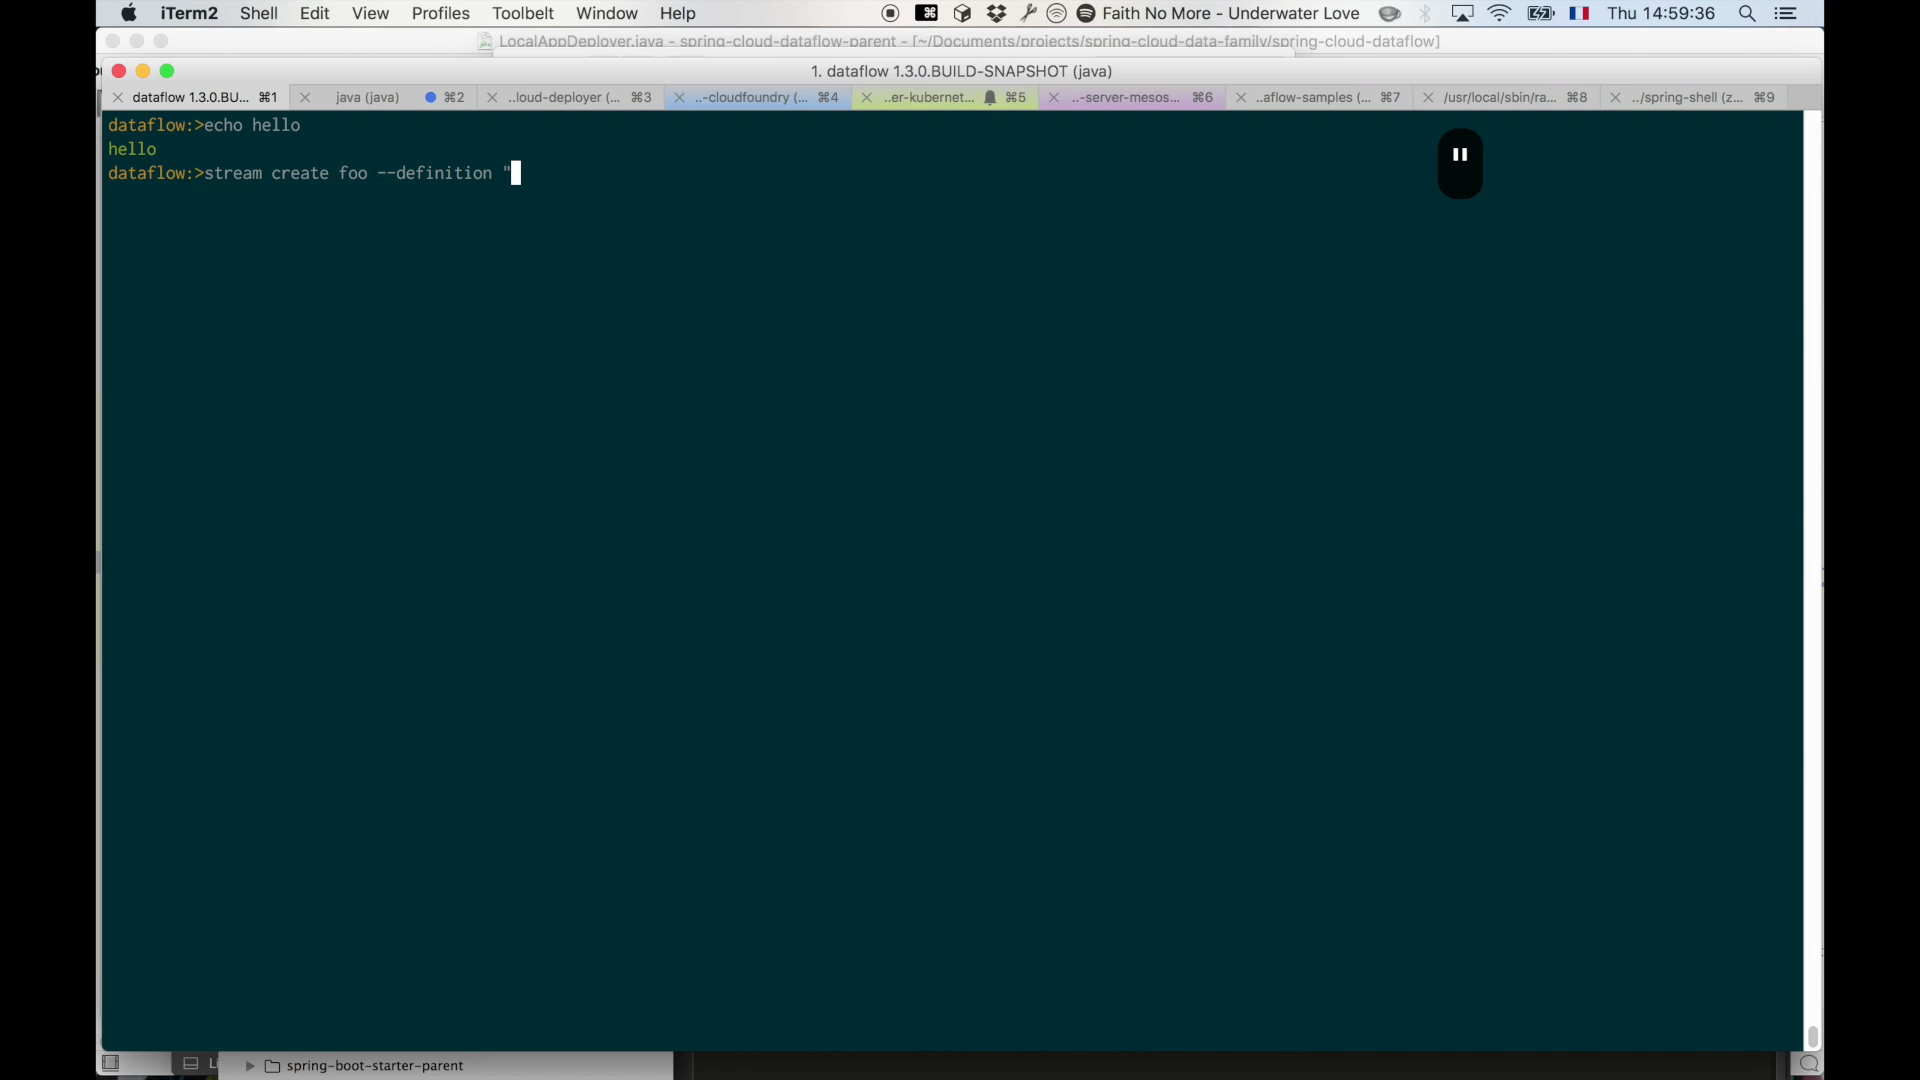 iTerm2 Shell Edit View Profiles Toolbelt Window Help Faith No More - Underwater Love Thu 14:59:36
LocalAppDeployer.java - spring-cloud-dataflow-parent - [~/Documents/projects/spring-cloud-data-family/spring-cloud-dataflow]
1. dataflow 1.3.0.BUILD-SNAPSHOT (java)
dataflow 1.3.0.BU... ⌘1 java (java) ⌘2 ..loud-deployer (... ⌘3 ..-cloudfoundry (... ⌘4 ..er-kubernet... ⌘5 ..-server-mesos... ⌘6 ..aflow-samples (... ⌘7 /usr/local/sbin/ra... ⌘8 ../spring-shell (z... ⌘9
dataflow:>echo hello
hello
dataflow:>stream create foo --definition "
spring-boot-starter-parent